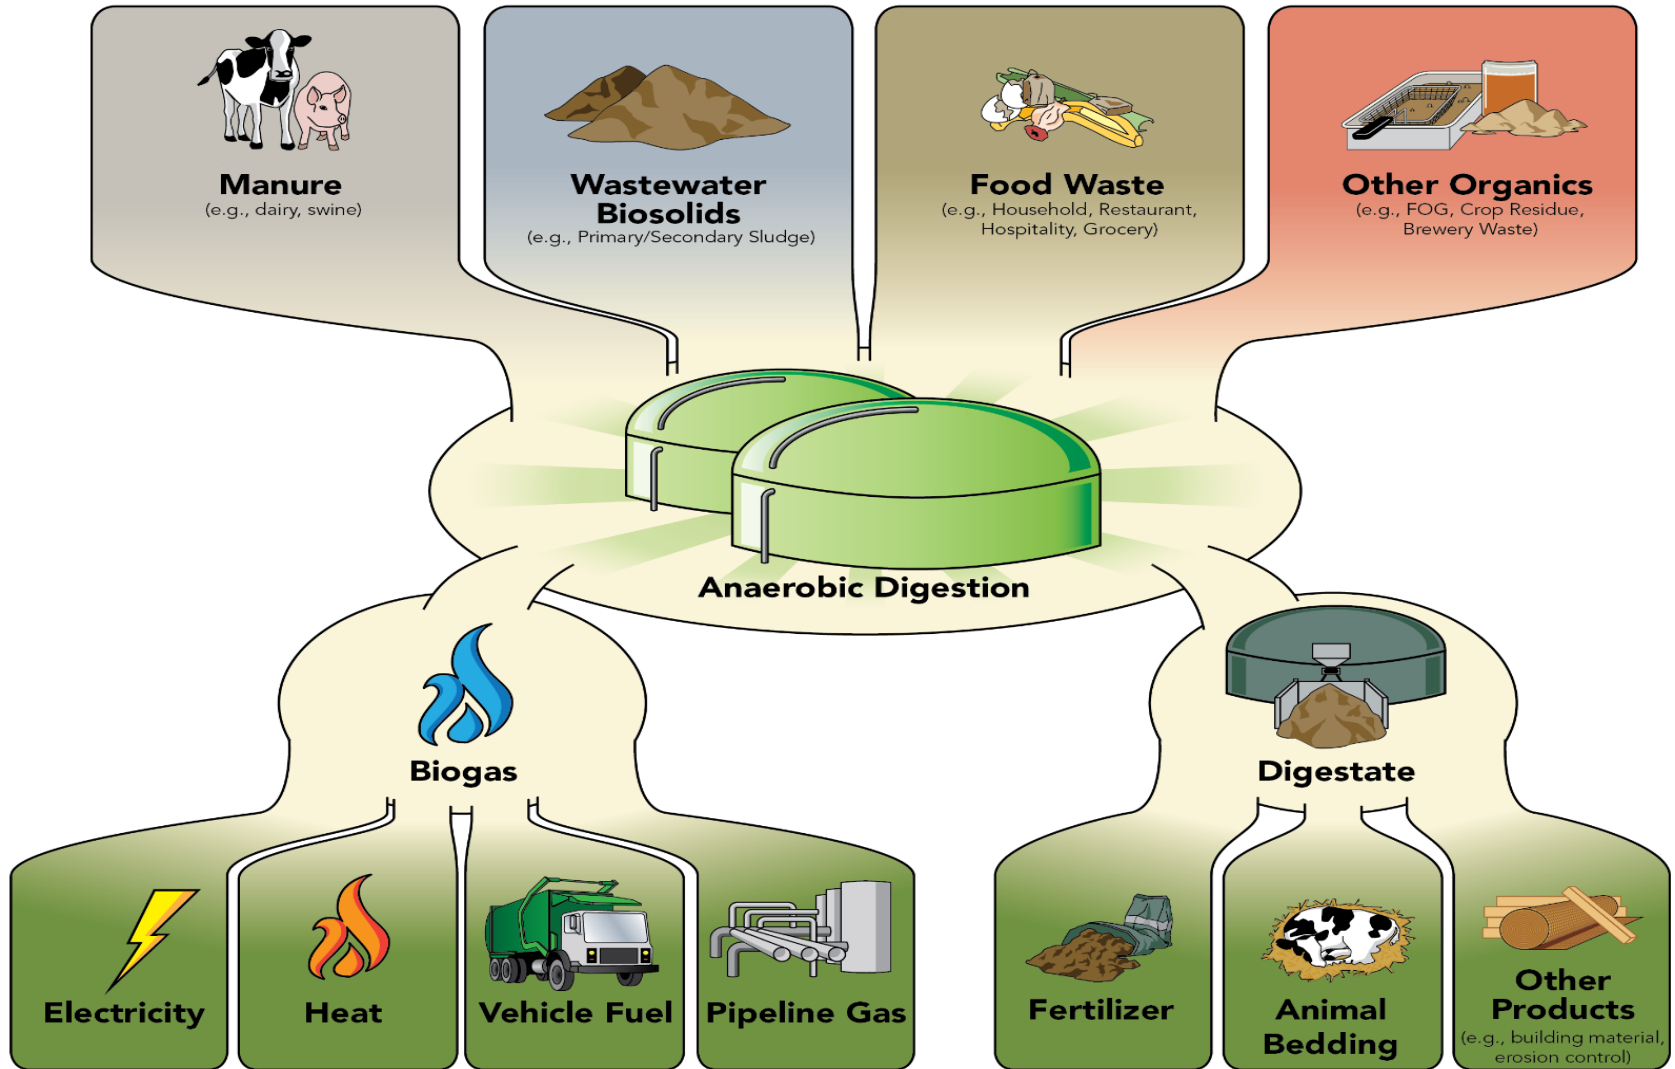 Manure
(e.g., dairy, swine)
Wastewater
Biosolids
(e.g., Primary/Secondary Sludge)
Food Waste
(e.g., Household, Restaurant,
Hospitality, Grocery)
Other Organics
(e.g., FOG, Crop Residue,
Brewery Waste)
Anaerobic Digestion
Biogas
Digestate
Electricity
Heat
Vehicle Fuel
Pipeline Gas
Fertilizer
Animal
Bedding
Other
Products
(e.g., building material,
erosion control)